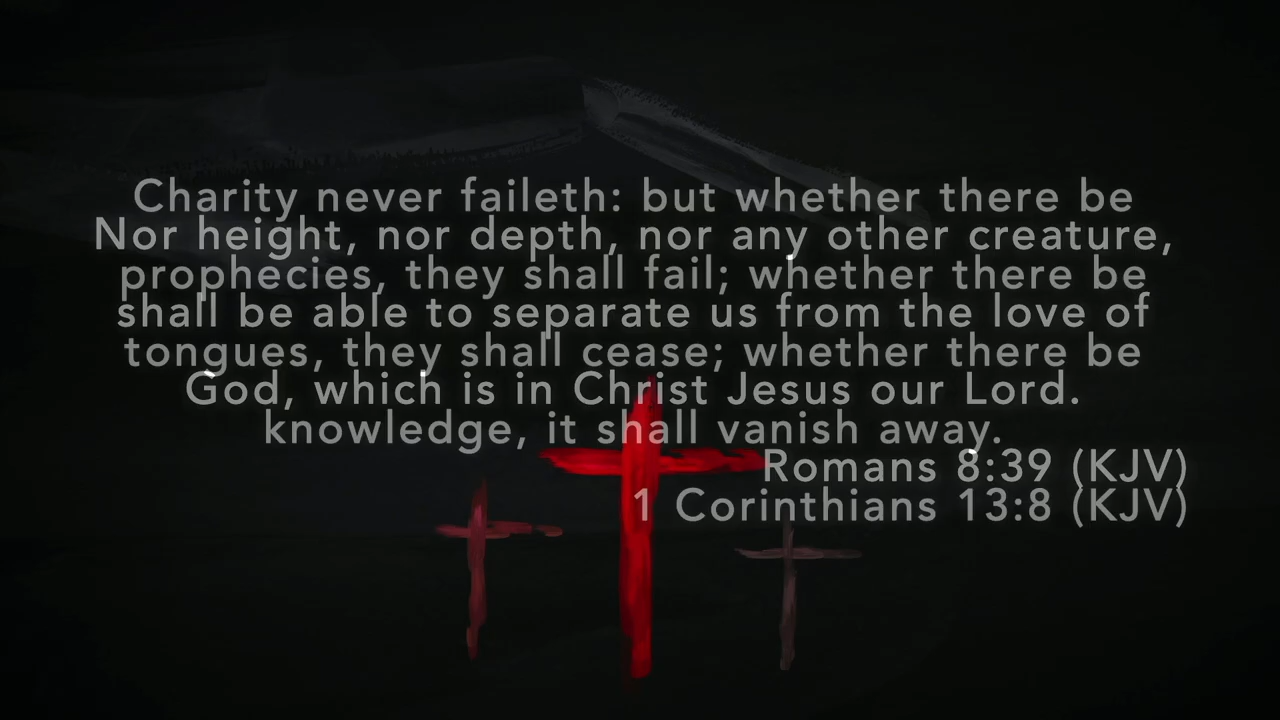 Charity never faileth: but whether there be
Nor height, nor depth, nor any other creature,
prophecies, they shall fail; whether there be
shall be able to separate us from the love of
tongues, they shall cease; whether there be
God, which is in Christ Jesus our Lord.
knowledge, it shall vanish away.
Romans 8:39 (KJV)
1 Corinthians 13:8 (KJV)